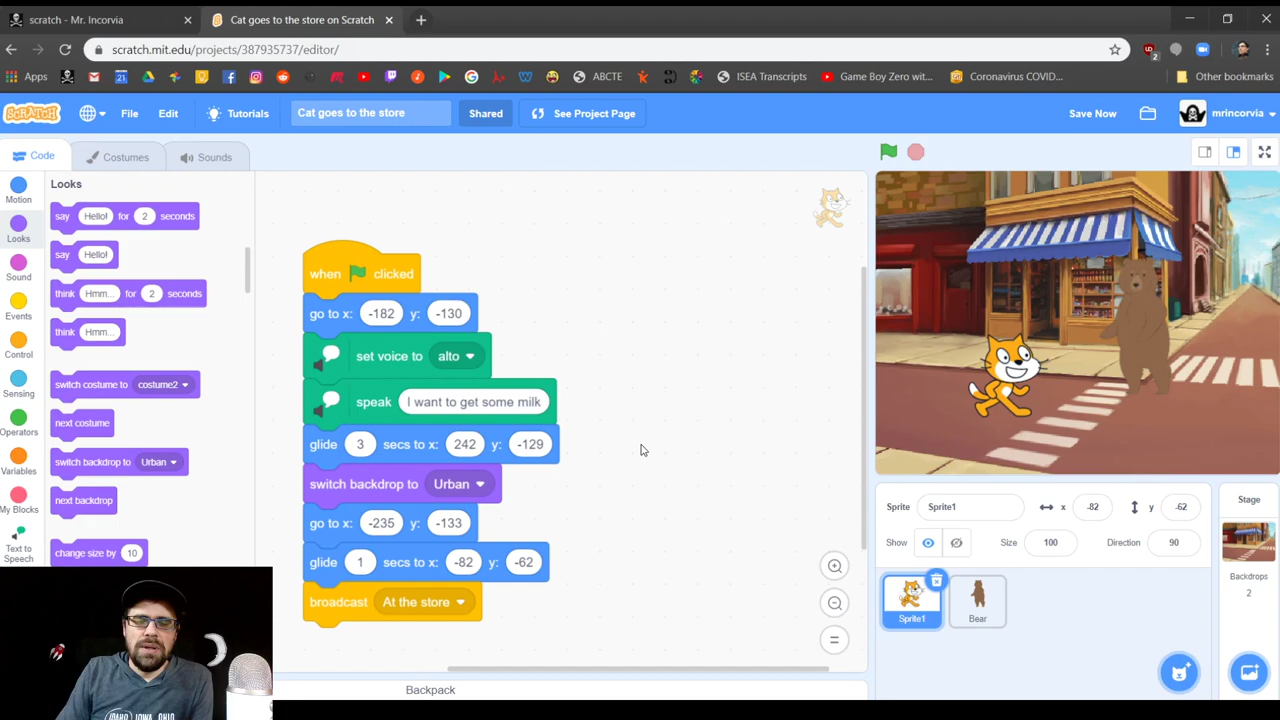 scratch - Mr. Incorvia
Cat goes to the store on Scratch
scratch.mit.edu/projects/387935737/editor/
2
Apps
31
ABCTE
ISEA Transcripts
Game Boy Zero wit...
Coronavirus COVID...
Other bookmarks
SCRATCH
File
Edit
Tutorials
Cat goes to the store
Shared
See Project Page
Save Now
mrincorvia
Code
Costumes
Sounds
Motion
Looks
Sound
Events
Control
Sensing
Operators
Variables
My Blocks
Text to
Speech
Looks
say Hello! for 2 seconds
say Hello!
think Hmm... for 2 seconds
think Hmm...
switch costume to costume2
next costume
switch backdrop to Urban
next backdrop
change size by 10
when clicked
go to x: -182 y: -130
set voice to alto
speak I want to get some milk
glide 3 secs to x: 242 y: -129
switch backdrop to Urban
go to x: -235 y: -133
glide 1 secs to x: -82 y: -62
broadcast At the store
Backpack
Sprite Sprite1 x -82 y -62
Show Size 100 Direction 90
Sprite1
Bear
Stage
Backdrops
2
IDAHO, IOWA, OHIO